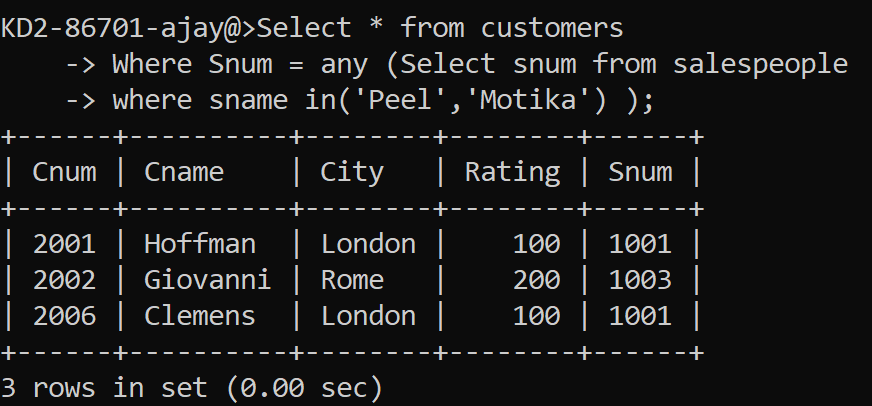 KD2-86701-ajay@>Select * from customers
    -> Where Snum = any (Select snum from salespeople
    -> where sname in('Peel','Motika') );
+------+----------+--------+--------+------+
| Cnum | Cname    | City   | Rating | Snum |
+------+----------+--------+--------+------+
| 2001 | Hoffman  | London |    100 | 1001 |
| 2002 | Giovanni | Rome   |    200 | 1003 |
| 2006 | Clemens  | London |    100 | 1001 |
+------+----------+--------+--------+------+
3 rows in set (0.00 sec)